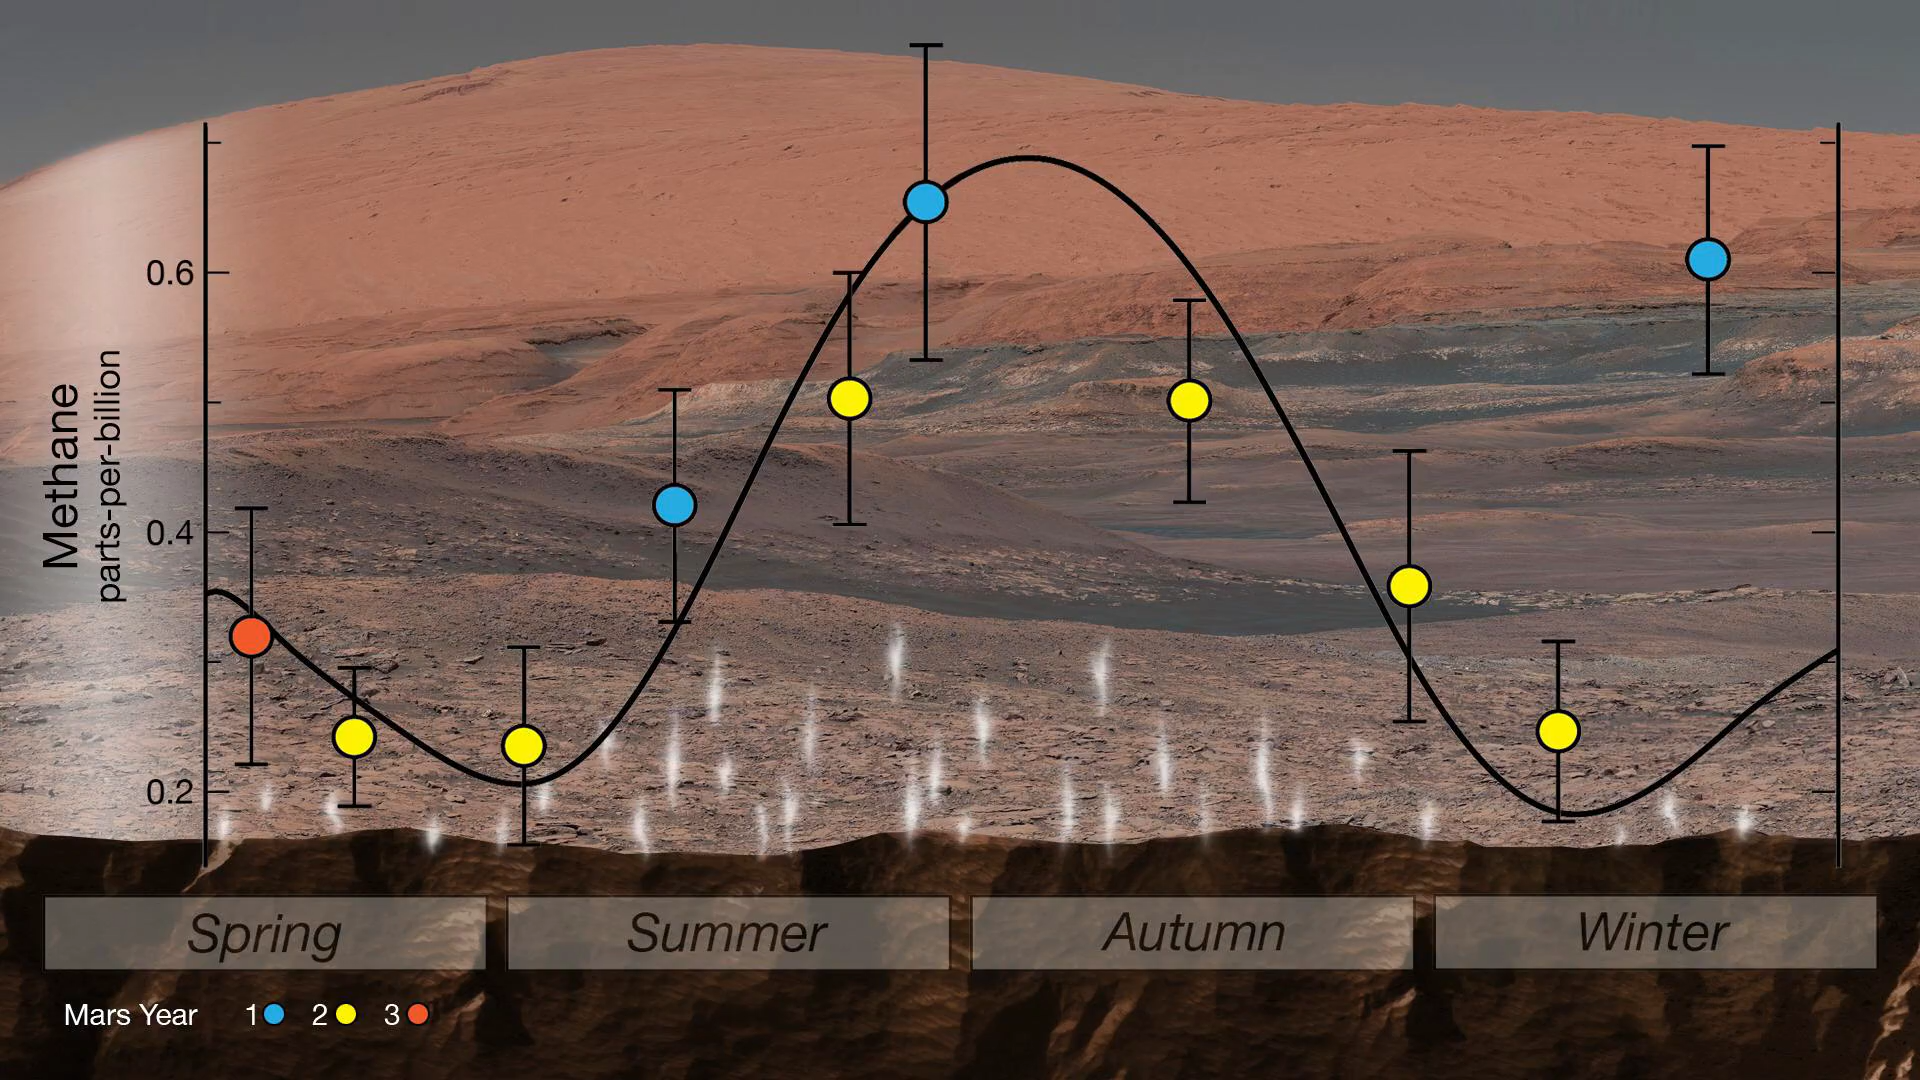 0.6
0.4
0.2
Methane
parts-per-billion
Spring Summer Autumn Winter
Mars Year 1 2 3